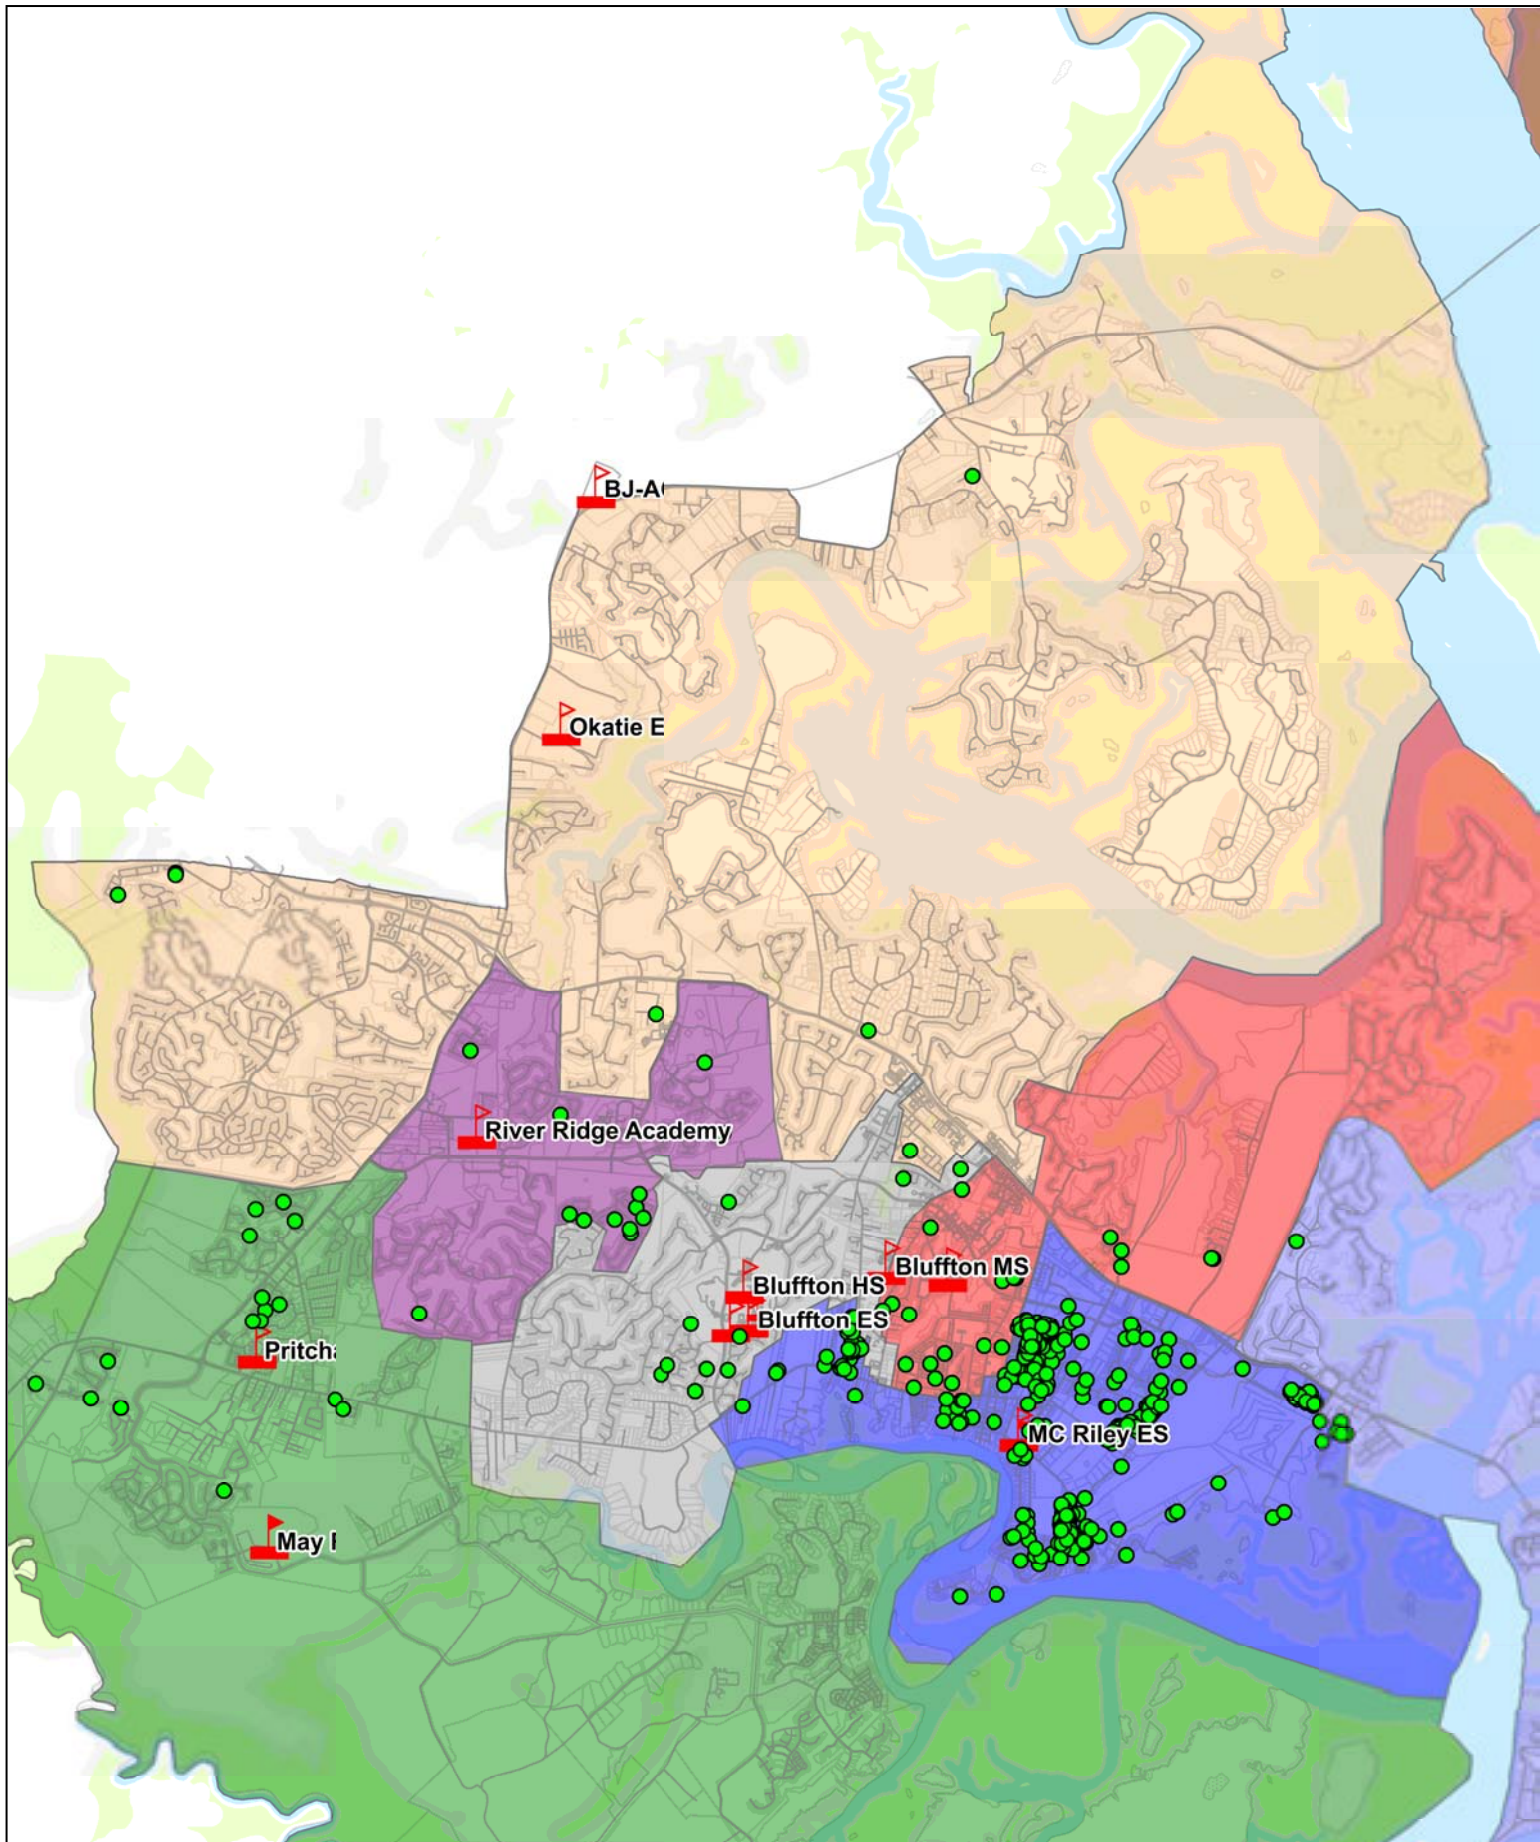 BJ-A
Okatie E
River Ridge Academy
Bluffton MS
Bluffton HS
Bluffton ES
Pritch
MC Riley ES
May